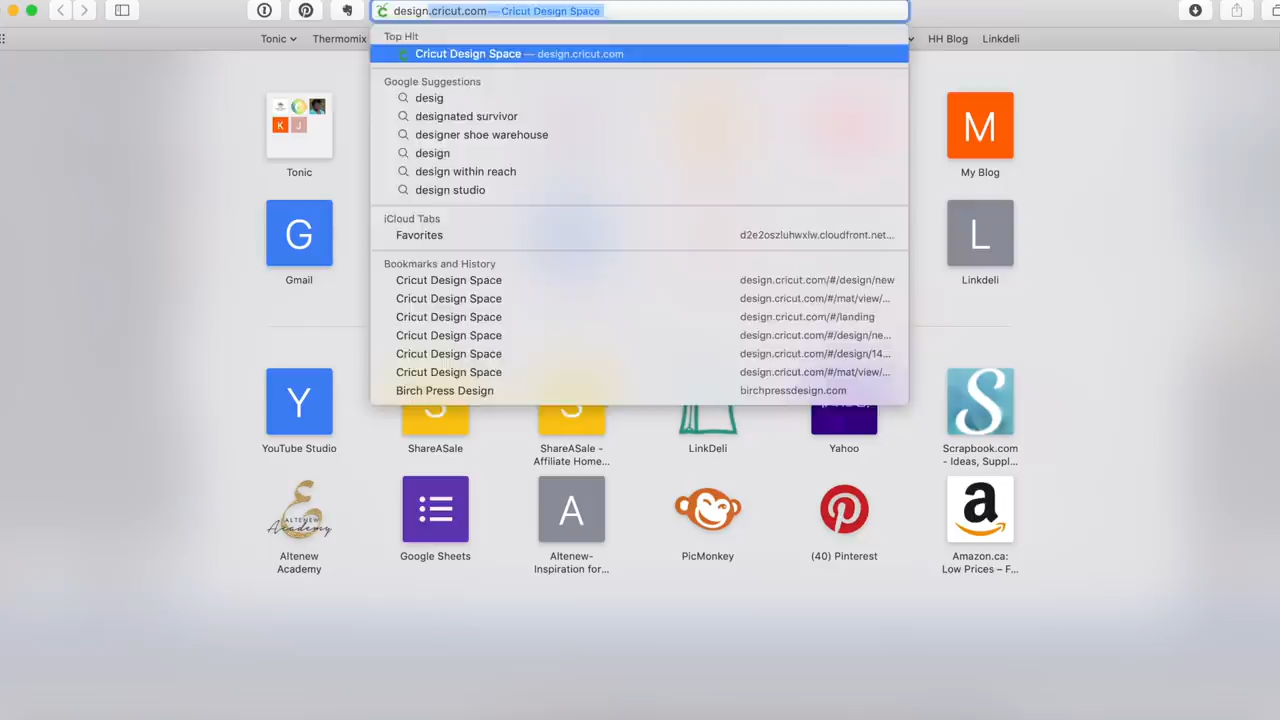 design.cricut.com — Cricut Design Space
Tonic
Thermomix
HH Blog
Linkdeli
Top Hit
Cricut Design Space — design.cricut.com
Google Suggestions
desig
designated survivor
designer shoe warehouse
design
design within reach
design studio
iCloud Tabs
Favorites d2e2oszluhwxlw.cloudfront.net...
Bookmarks and History
Cricut Design Space design.cricut.com/#/design/new
Cricut Design Space design.cricut.com/#/mat/view/...
Cricut Design Space design.cricut.com/#/landing
Cricut Design Space design.cricut.com/#/design/ne...
Cricut Design Space design.cricut.com/#/design/14...
Cricut Design Space design.cricut.com/#/mat/view/...
Birch Press Design birchpressdesign.com
K J
Tonic
M
My Blog
G
Gmail
L
Linkdeli
Y
YouTube Studio
S
ShareASale
S
ShareASale -
Affiliate Home...
LinkDeli
Yahoo
S
Scrapbook.com
- Ideas, Suppl...
ALTENEW
Academy
Altenew
Academy
Google Sheets
A
Altenew-
Inspiration for...
PicMonkey
(40) Pinterest
a
Amazon.ca:
Low Prices – F...